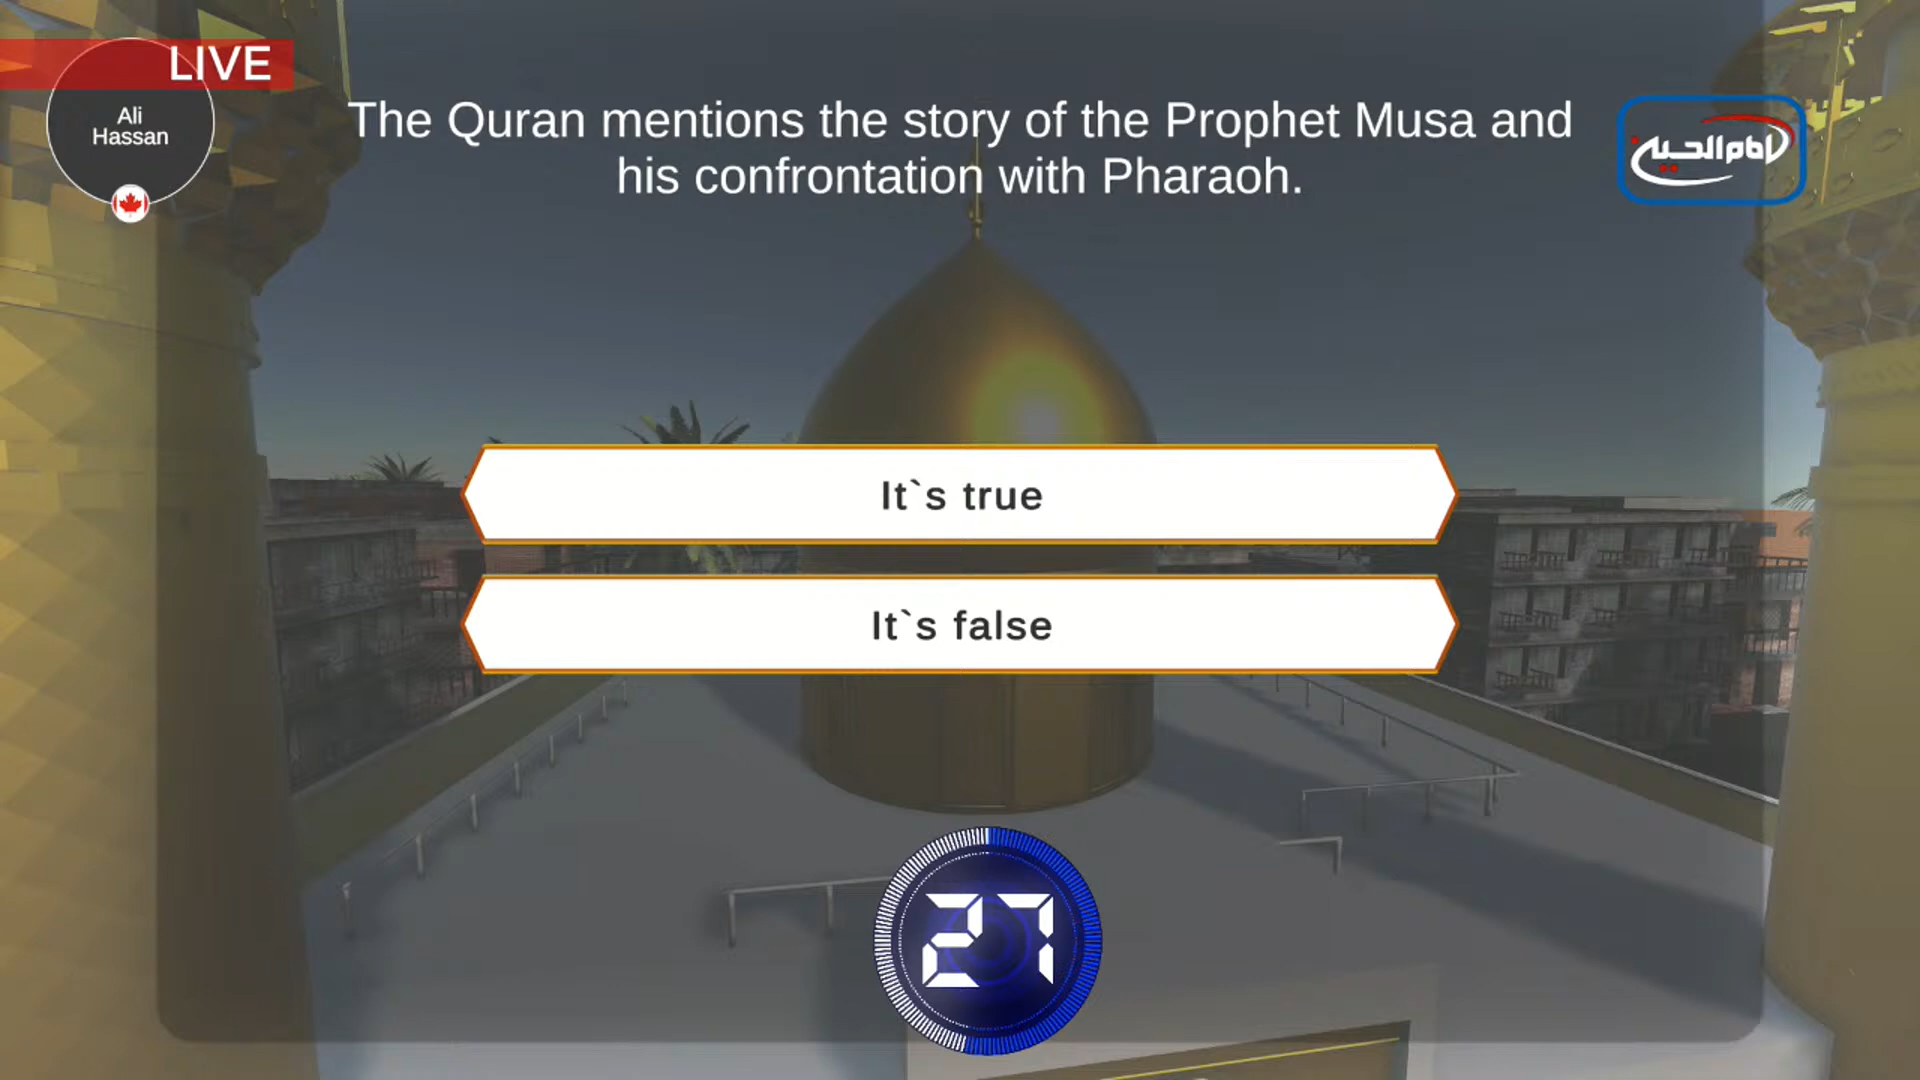 LIVE
Ali
Hassan
The Quran mentions the story of the Prophet Musa and
his confrontation with Pharaoh.
It`s true
It`s false
27